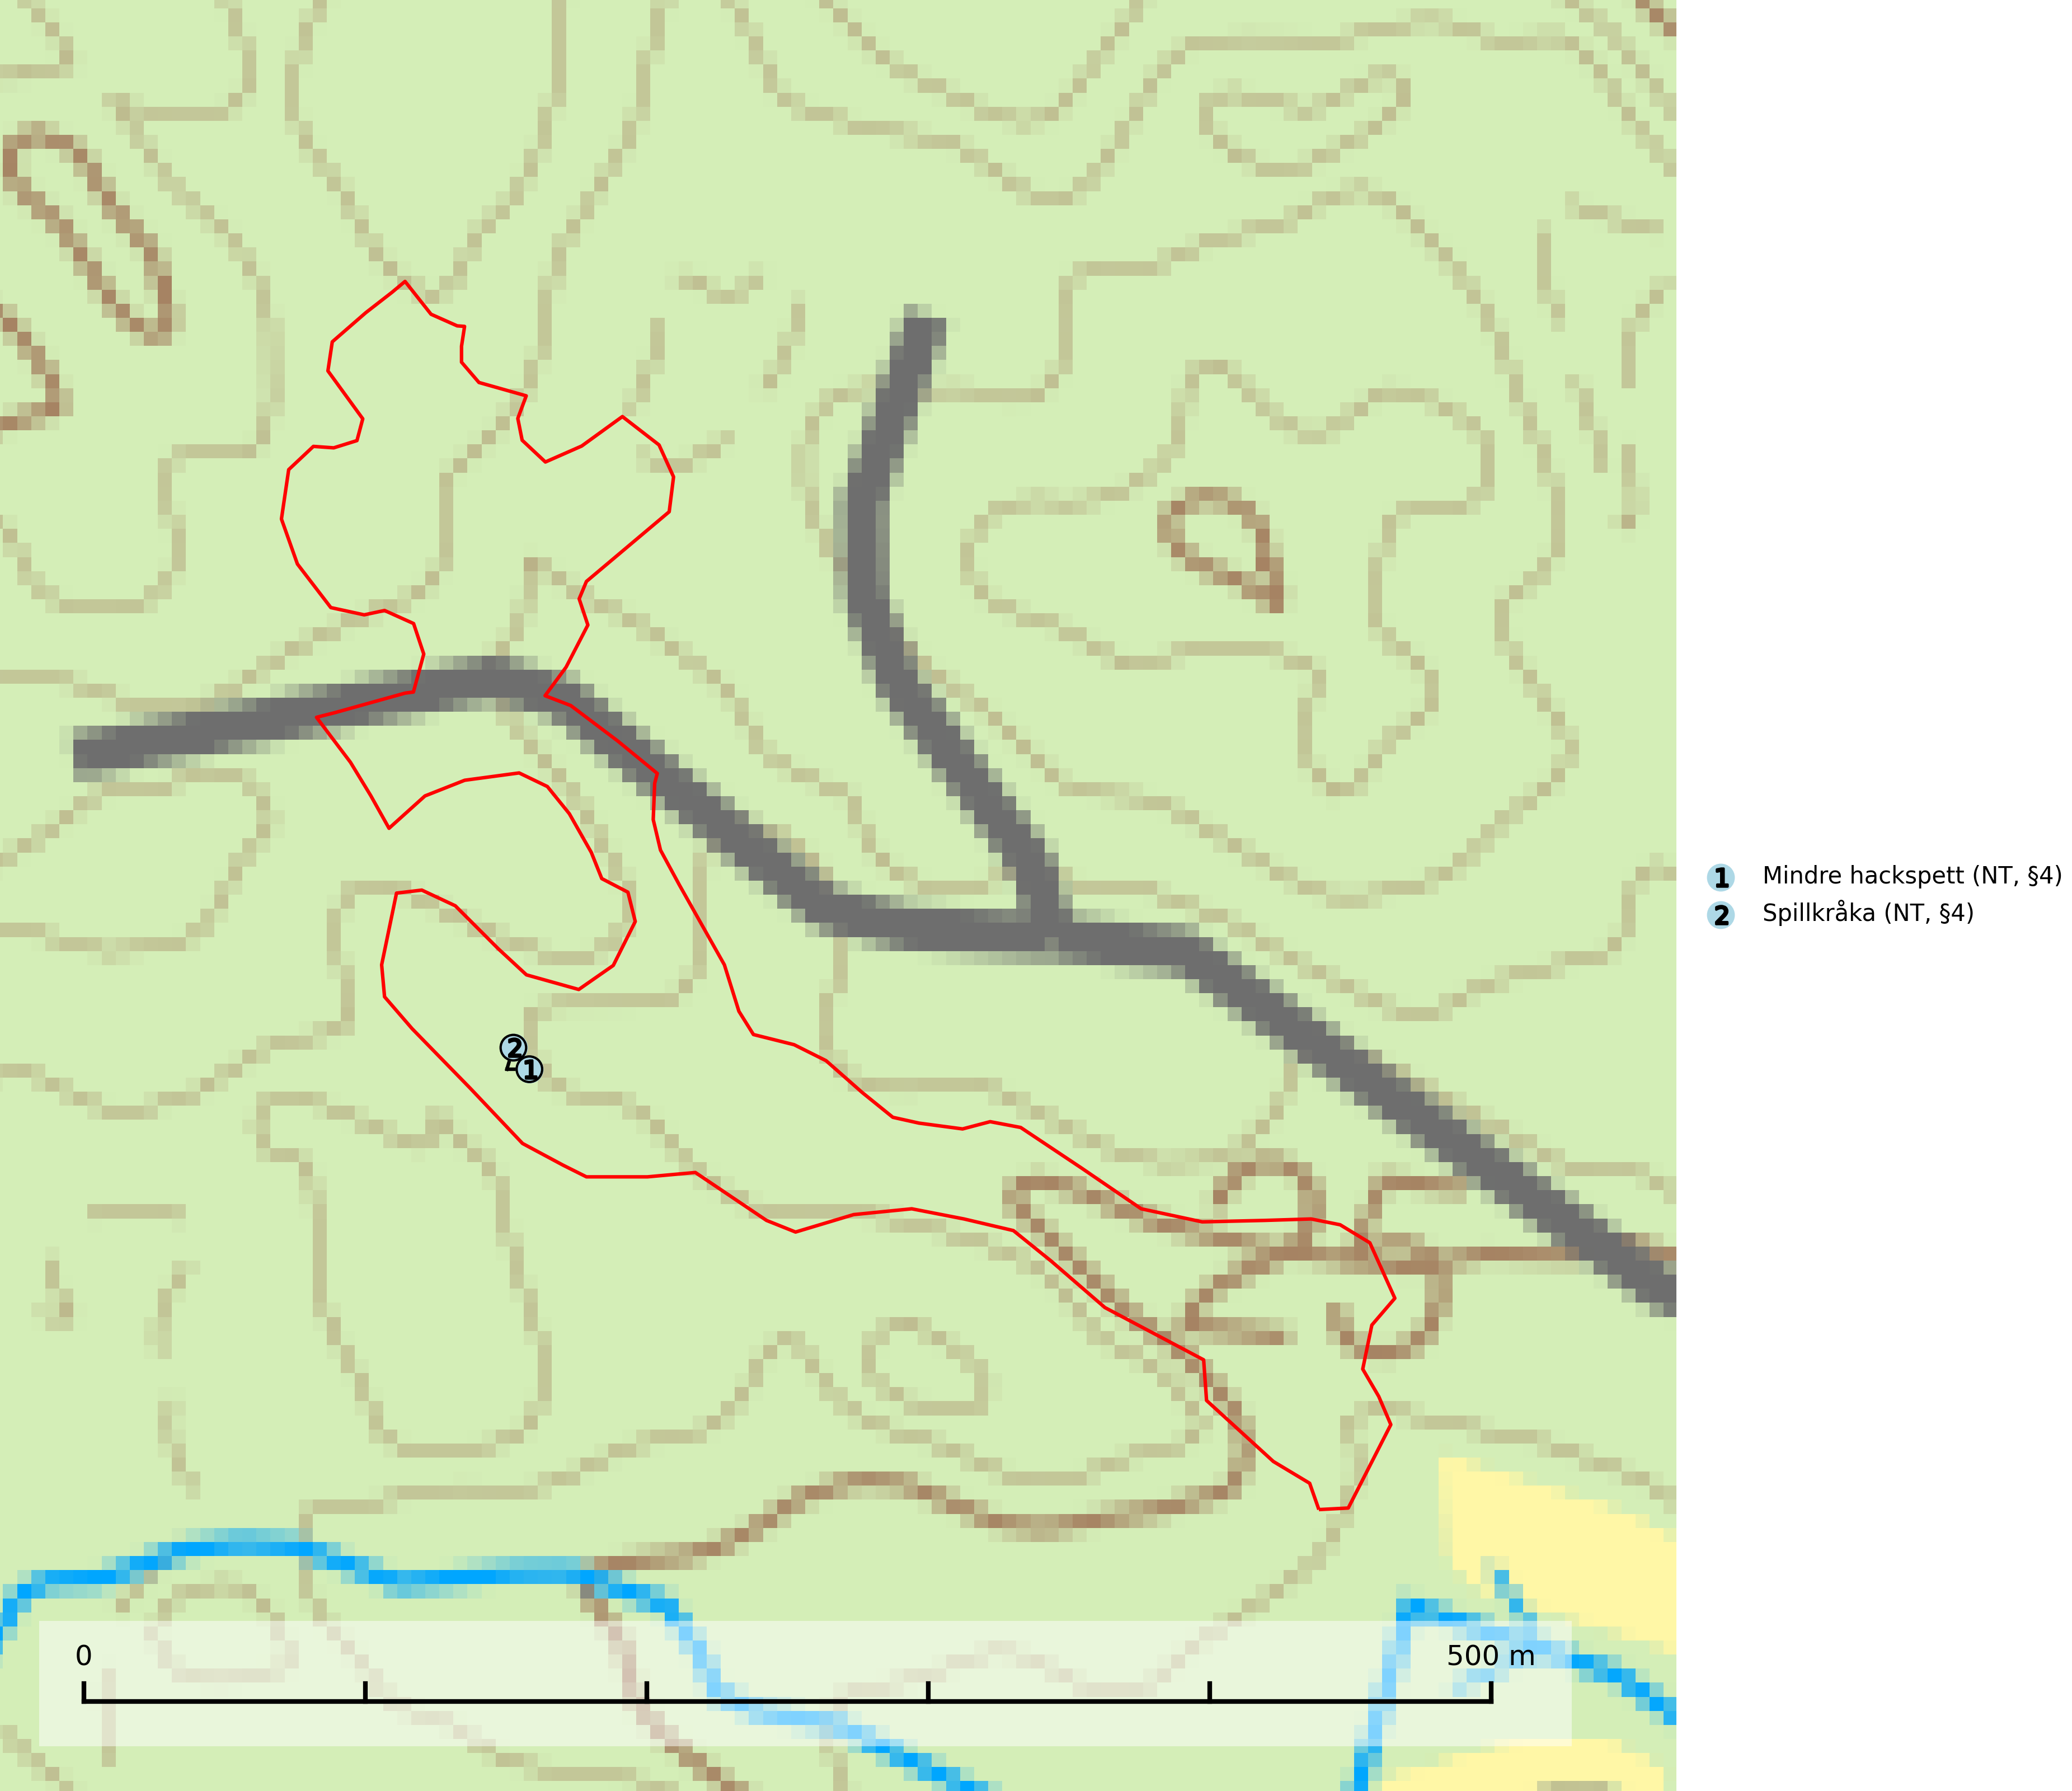 2
1
1 Mindre hackspett (NT, §4)
2 Spillkråka (NT, §4)
0 500 m